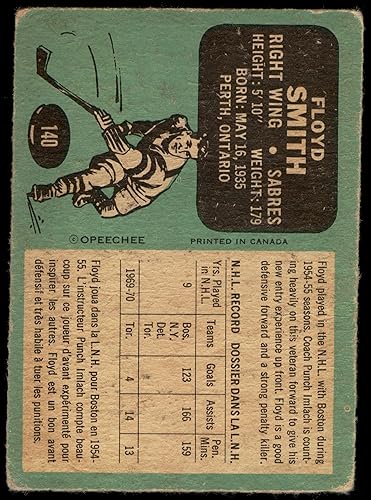 FLOYD
SMITH
RIGHT WING • SABRES
HEIGHT: 5' 10" WEIGHT: 179
BORN: MAY 16, 1935
PERTH, ONTARIO
140
© OPEECHEE
PRINTED IN CANADA
Floyd played in the N.H.L. with Boston during
1954-55 seasons. Coach Punch Imlach is count-
ing heavily on this veteran forward to give his
new entry experience up front. Floyd is a good
defensive forward and a strong penalty killer.
N.H.L. RECORD DOSSIER DANS LA L.N.H.
Yrs. Played Teams Goals Assists Pen.
in N.H.L. Mins.
9 Bos. 123 166 159
N.Y.
Det.
Tor.
1969-70 Tor. 4 14 13
Floyd joua dans la L.N.H. pour Boston en 1954-
55. L'instructeur Punch Imlach compte beau-
coup sur ce joueur d'avant expérimenté pour
inspirer les autres. Floyd est un bon avant
défensif et très habile à tuer les punitions.